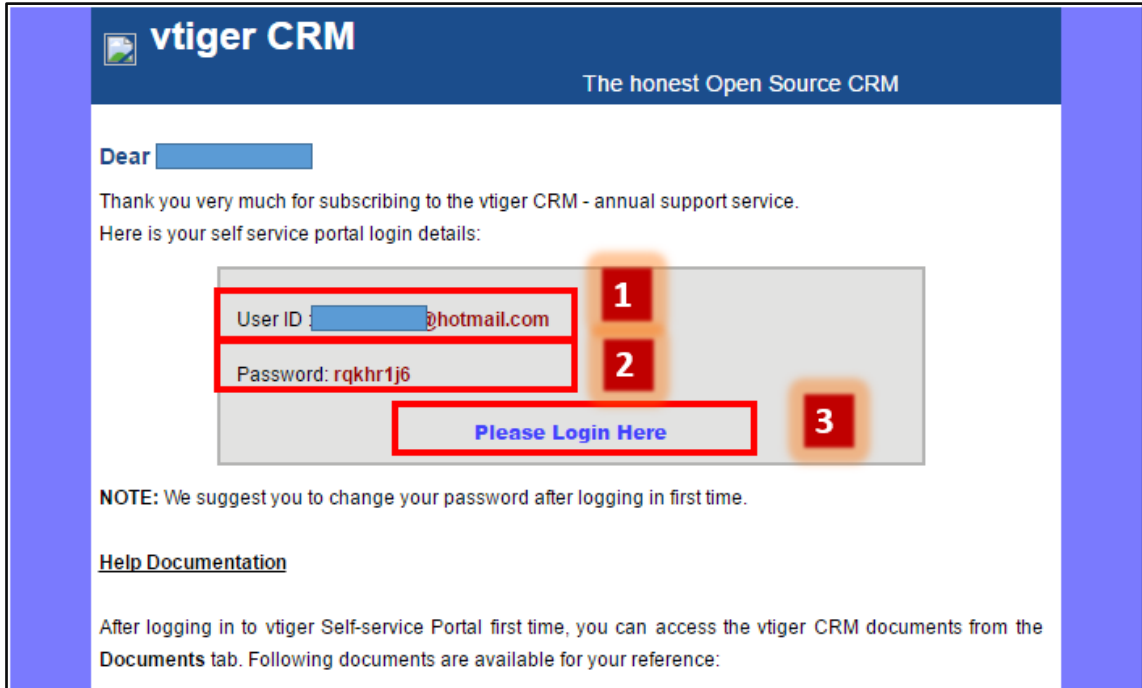 vtiger CRM
The honest Open Source CRM
Dear
Thank you very much for subscribing to the vtiger CRM - annual support service.
Here is your self service portal login details:
1
User ID : @hotmail.com
Password: rqkhr1j6
2
Please Login Here
3
NOTE: We suggest you to change your password after logging in first time.
Help Documentation
After logging in to vtiger Self-service Portal first time, you can access the vtiger CRM documents from the
Documents tab. Following documents are available for your reference: